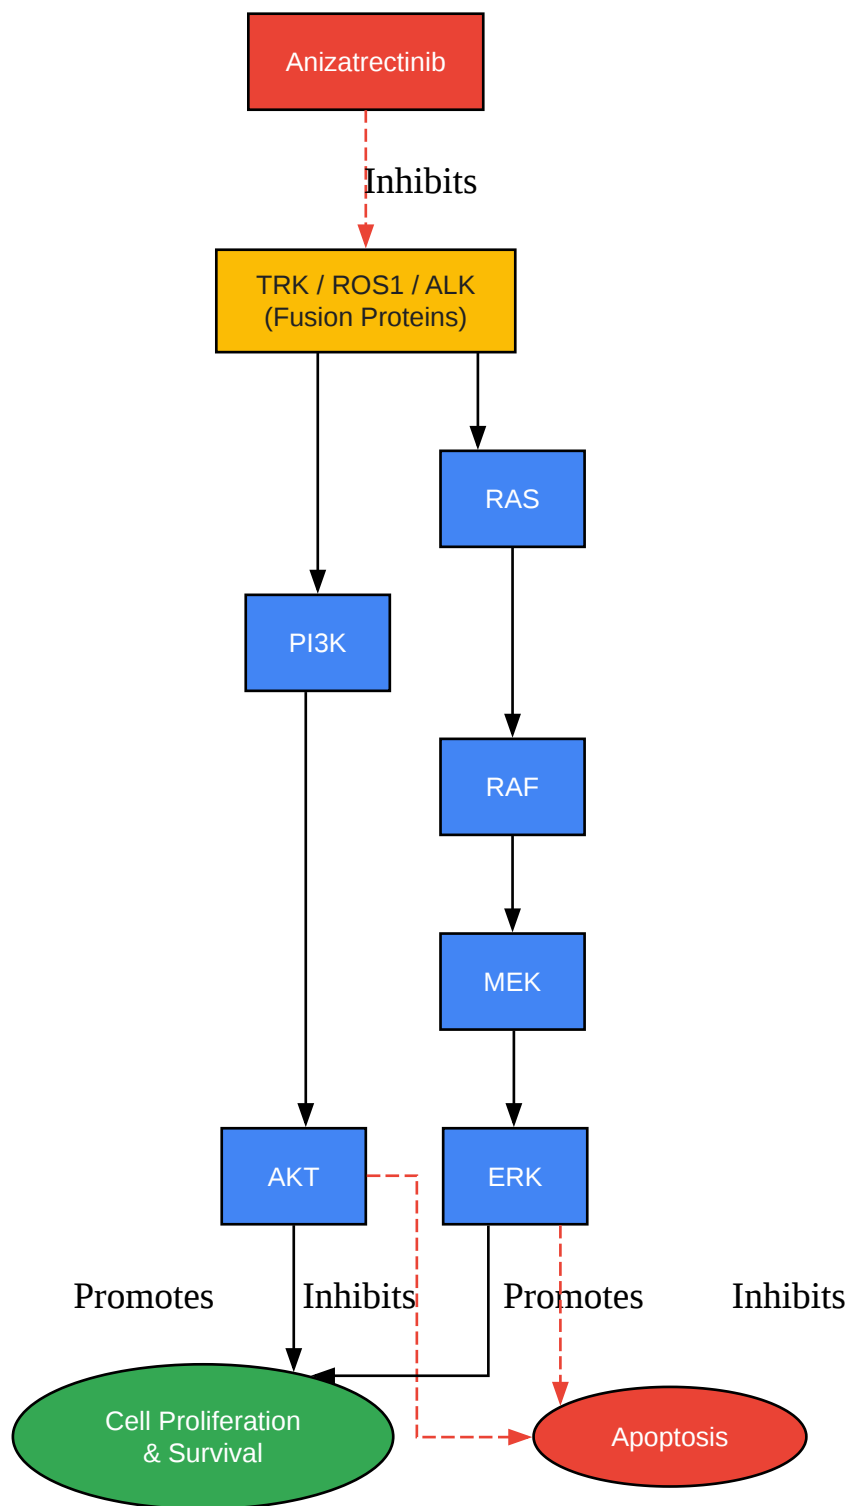 Anizatrectinib
Inhibits
TRK / ROS1 / ALK
(Fusion Proteins)
RAS
PI3K
RAF
MEK
AKT
ERK
Promotes
Inhibits
Promotes
Inhibits
Cell Proliferation
& Survival
Apoptosis